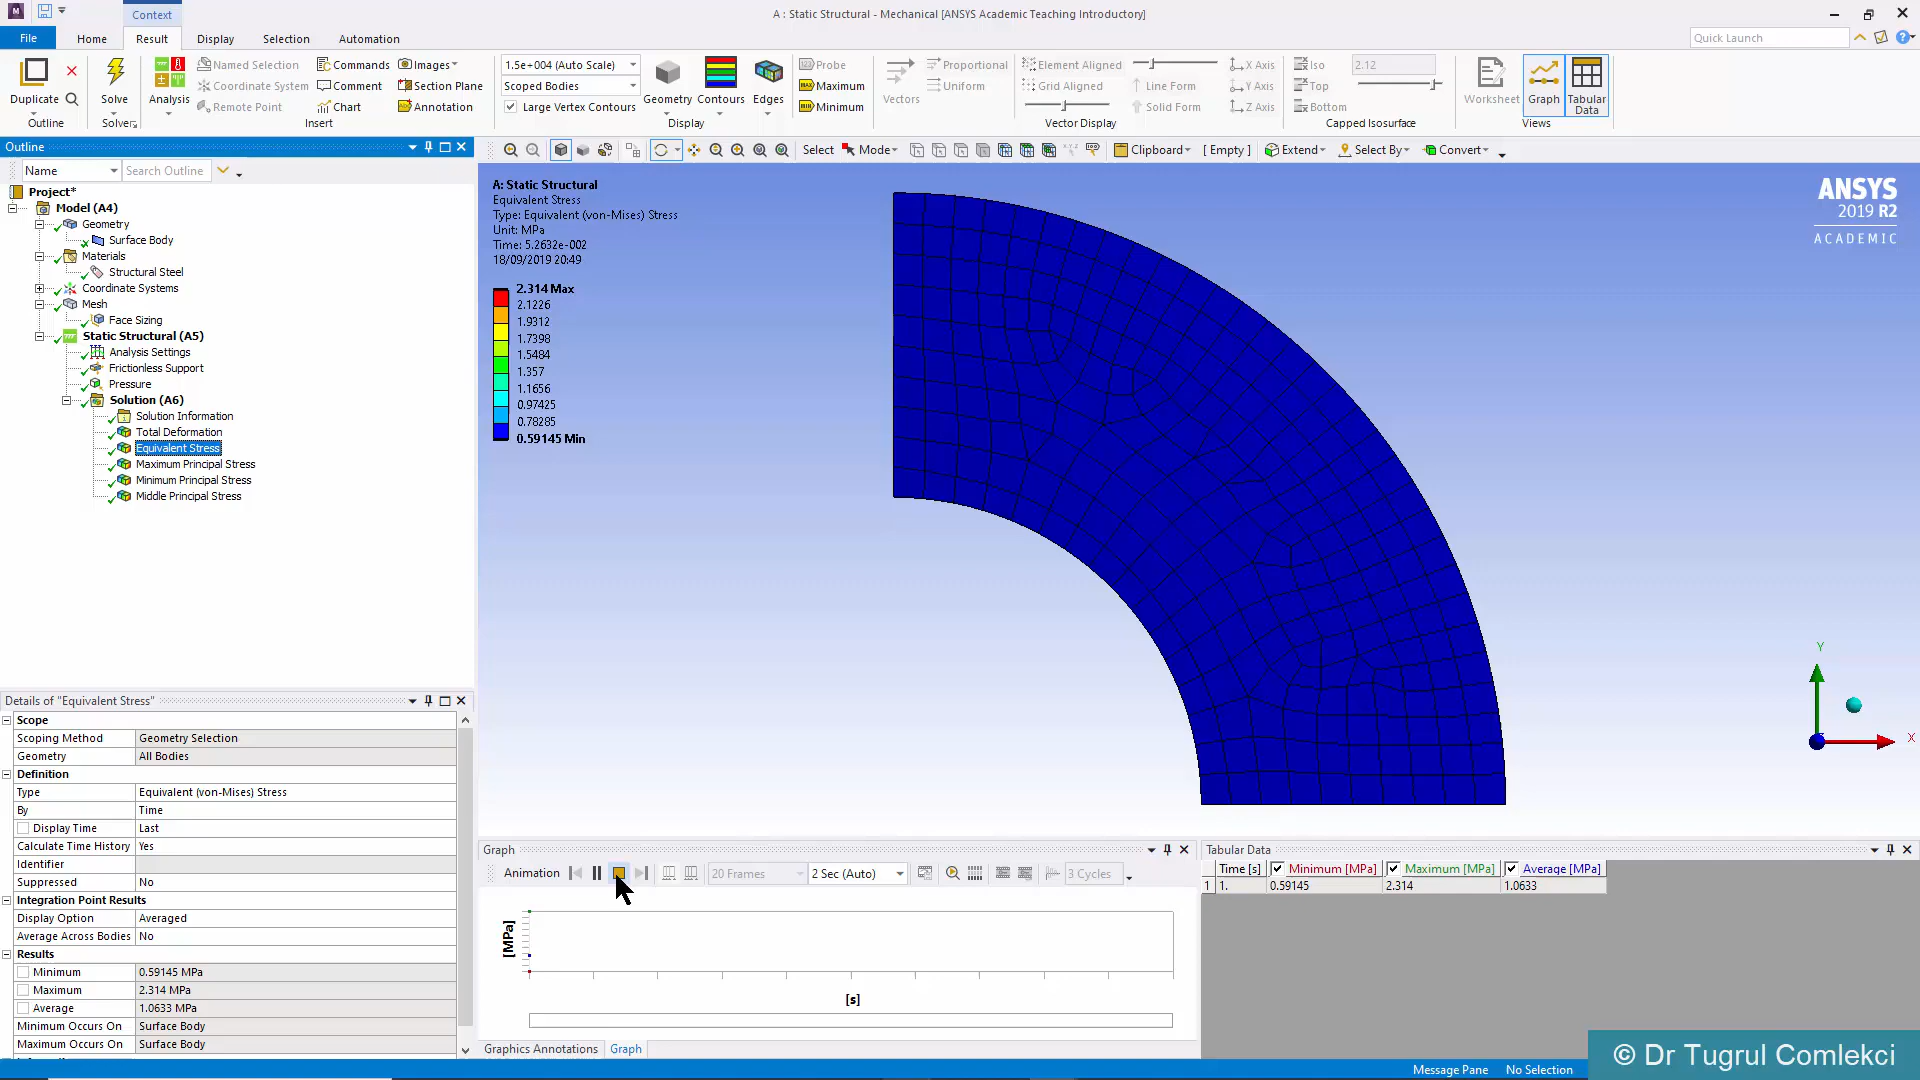 Context
A : Static Structural - Mechanical [ANSYS Academic Teaching Introductory]
File Home Result Display Selection Automation
Quick Launch
Duplicate
Outline
Solve
Solver
Analysis
Named Selection
Coordinate System
Remote Point
Commands
Comment
Chart
Images
Section Plane
Annotation
Insert
1.5e+004 (Auto Scale)
Scoped Bodies
Large Vertex Contours
Geometry
Contours
Edges
Display
Probe
Maximum
Minimum
Vectors
Proportional
Uniform
Element Aligned
Grid Aligned
Line Form
Solid Form
X Axis
Y Axis
Z Axis
Vector Display
Iso
Top
Bottom
2.12
Capped Isosurface
Worksheet
Graph
Tabular
Data
Views
Outline
Name
Search Outline
Project*
Model (A4)
Geometry
Surface Body
Materials
Structural Steel
Coordinate Systems
Mesh
Face Sizing
Static Structural (A5)
Analysis Settings
Frictionless Support
Pressure
Solution (A6)
Solution Information
Total Deformation
Equivalent Stress
Maximum Principal Stress
Minimum Principal Stress
Middle Principal Stress
Select Mode Clipboard [ Empty ] Extend Select By Convert
A: Static Structural
Equivalent Stress
Type: Equivalent (von-Mises) Stress
Unit: MPa
Time: 5.2632e-002
18/09/2019 20:49
2.314 Max
2.1226
1.9312
1.7398
1.5484
1.357
1.1656
0.97425
0.78285
0.59145 Min
ANSYS
2019 R2
ACADEMIC
Y
X
Details of "Equivalent Stress"
Scope
Scoping Method Geometry Selection
Geometry All Bodies
Definition
Type Equivalent (von-Mises) Stress
By Time
Display Time Last
Calculate Time History Yes
Identifier
Suppressed No
Integration Point Results
Display Option Averaged
Average Across Bodies No
Results
Minimum 0.59145 MPa
Maximum 2.314 MPa
Average 1.0633 MPa
Minimum Occurs On Surface Body
Maximum Occurs On Surface Body
Graph
Animation 20 Frames 2 Sec (Auto) 3 Cycles
[MPa]
[s]
Graphics Annotations Graph
Tabular Data
Time [s] Minimum [MPa] Maximum [MPa] Average [MPa]
1 1. 0.59145 2.314 1.0633
Message Pane No Selection
© Dr Tugrul Comlekci